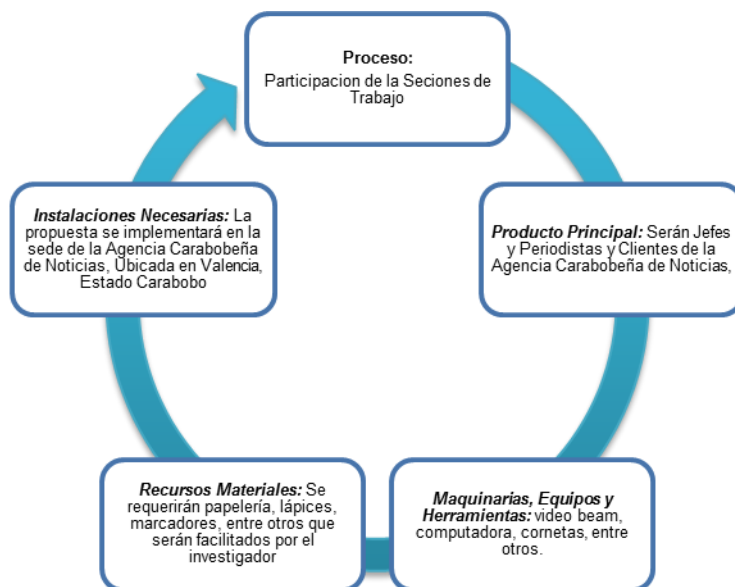 Proceso:
Participacion de la Seciones de
Trabajo
Producto Principal: Serán Jefes
y Periodistas y Clientes de la
Agencia Carabobeña de Noticias,
Maquinarias, Equipos y
Herramientas: video beam,
computadora, cornetas, entre
otros.
Recursos Materiales: Se
requerirán papelería, lápices,
marcadores, entre otros que
serán facilitados por el
investigador
Instalaciones Necesarias: La
propuesta se implementará en la
sede de la Agencia Carabobeña
de Noticias, Ubicada en Valencia,
Estado Carabobo